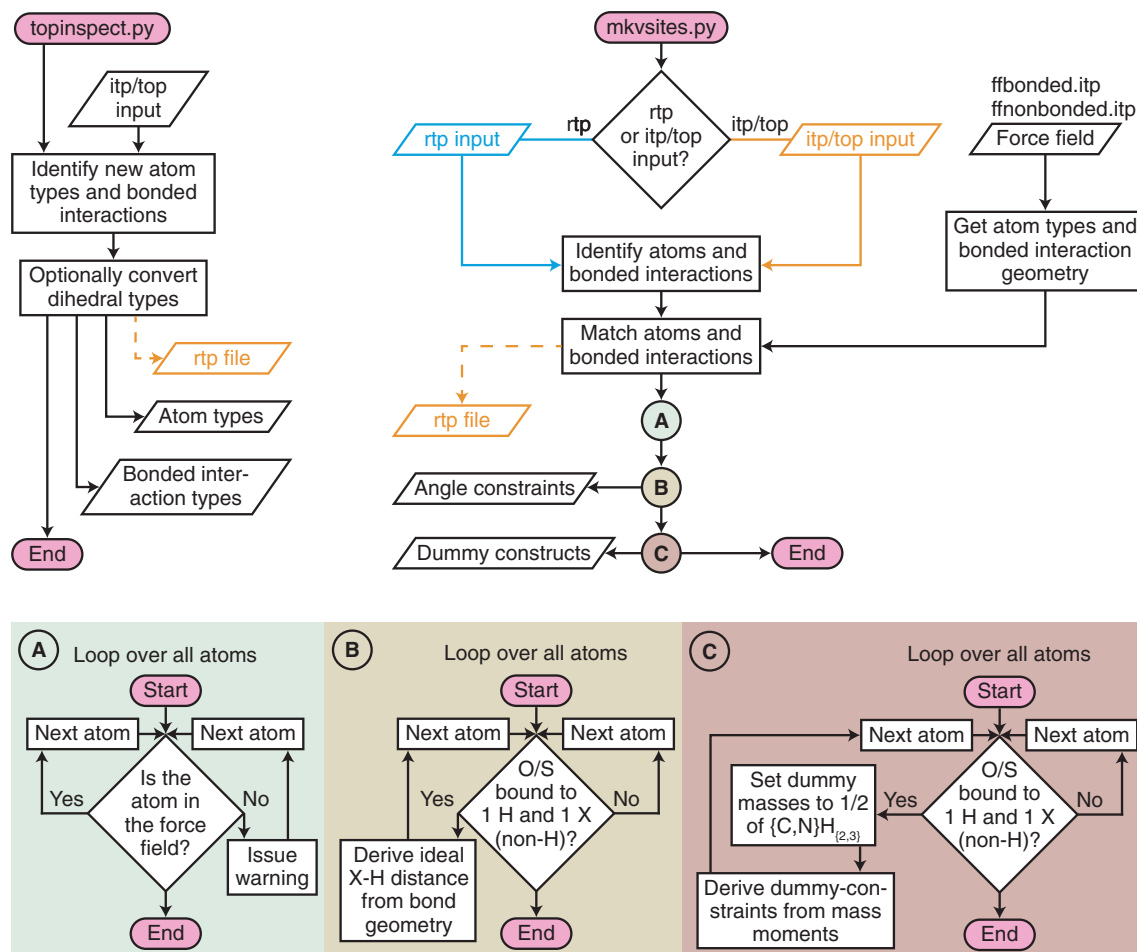 topinspect.py
itp/top
input
Identify new atom
types and bonded
interactions
Optionally convert
dihedral types
rtp file
Atom types
Bonded inter-
action types
End
mkvsites.py
rtp
or itp/top
input?
rtp
itp/top
rtp input
itp/top input
ffbonded.itp
ffnonbonded.itp
Force field
Get atom types and
bonded interaction
geometry
Identify atoms and
bonded interactions
Match atoms and
bonded interactions
rtp file
A
B
Angle constraints
C
Dummy constructs
End
A
Loop over all atoms
Start
Next atom
Next atom
Is the
atom in
the force
field?
Yes
No
Issue
warning
End
B
Loop over all atoms
Start
Next atom
Next atom
O/S
bound to
1 H and 1 X
(non-H)?
Yes
No
Derive ideal
X-H distance
from bond
geometry
End
C
Loop over all atoms
Start
Next atom
Next atom
O/S
bound to
1 H and 1 X
(non-H)?
Yes
No
Set dummy
masses to 1/2
of {C,N}H{2,3}
Derive dummy-con-
straints from mass
moments
End